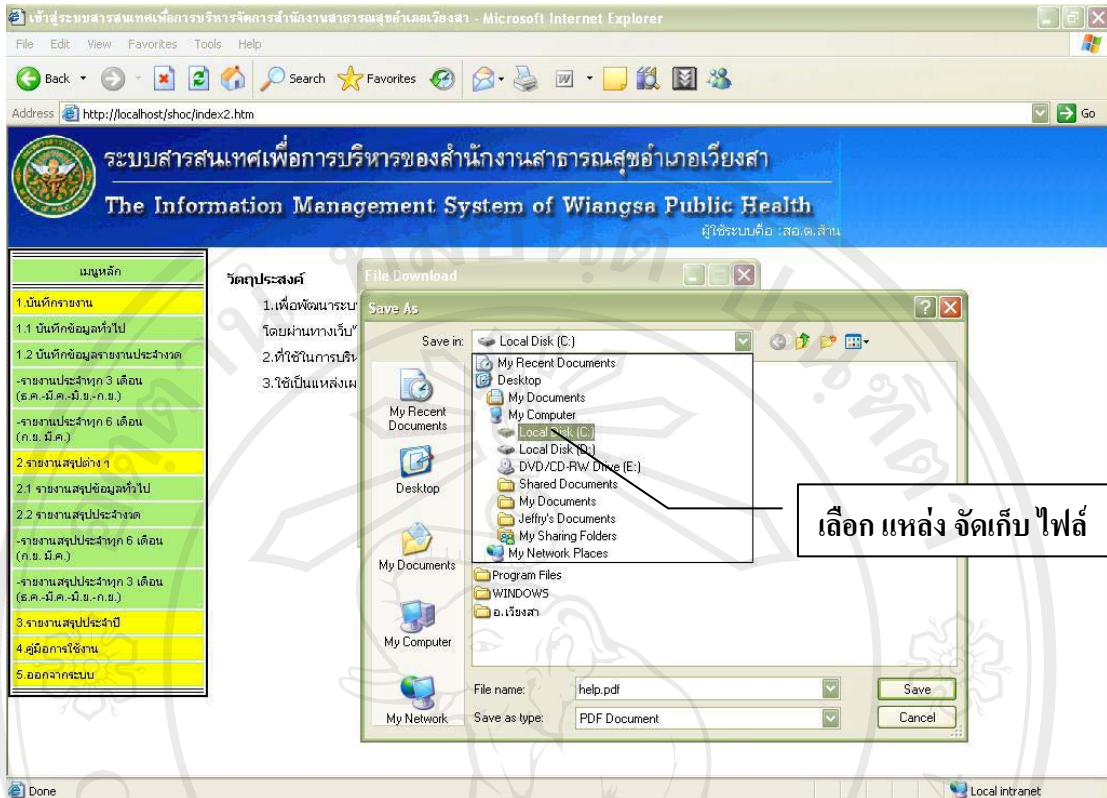 เข้าสู่ระบบสารสนเทศเพื่อการบริหารจัดการสำนักงานสาธารณสุขอำเภอเวียงสา - Microsoft Internet Explorer
File Edit View Favorites Tools Help
Back Search Favorites
Address http://localhost/shoc/index2.htm Go
ระบบสารสนเทศเพื่อการบริหารของสำนักงานสาธารณสุขอำเภอเวียงสา
The Information Management System of Wiangsa Public Health
ผู้ใช้ระบบคือ :สอ.ต.ส้าน
เมนูหลัก
1.บันทึกรายงาน
1.1 บันทึกข้อมูลทั่วไป
1.2 บันทึกข้อมูลรายงานประจำงวด
-รายงานประจำทุก 3 เดือน
(ธ.ค.-มี.ค.-มิ.ย.-ก.ย.)
-รายงานประจำทุก 6 เดือน
(ก.ย. มี.ค.)
2.รายงานสรุปต่าง ๆ
2.1 รายงานสรุปข้อมูลทั่วไป
2.2 รายงานสรุปประจำงวด
-รายงานสรุปประจำทุก 6 เดือน
(ก.ย. มี.ค.)
-รายงานสรุปประจำทุก 3 เดือน
(ธ.ค.-มี.ค.-มิ.ย.-ก.ย.)
3.รายงานสรุปประจำปี
4.คู่มือการใช้งาน
5.ออกจากระบบ
วัตถุประสงค์
1.เพื่อพัฒนาระบ
โดยผ่านทางเว็บ
2.ที่ใช้ในการบริห
3.ใช้เป็นแหล่งเผ
File Download
Save As
Save in: Local Disk (C:)
My Recent Documents
Desktop
My Documents
My Computer
Local Disk (C:)
Local Disk (D:)
DVD/CD-RW Drive (E:)
Shared Documents
My Documents
Jeffry's Documents
My Sharing Folders
My Network Places
Program Files
WINDOWS
อ.เวียงสา
My Recent
Documents
Desktop
My Documents
My Computer
My Network
File name: help.pdf Save
Save as type: PDF Document Cancel
เลือก แหล่ง จัดเก็บ ไฟล์
Done Local intranet